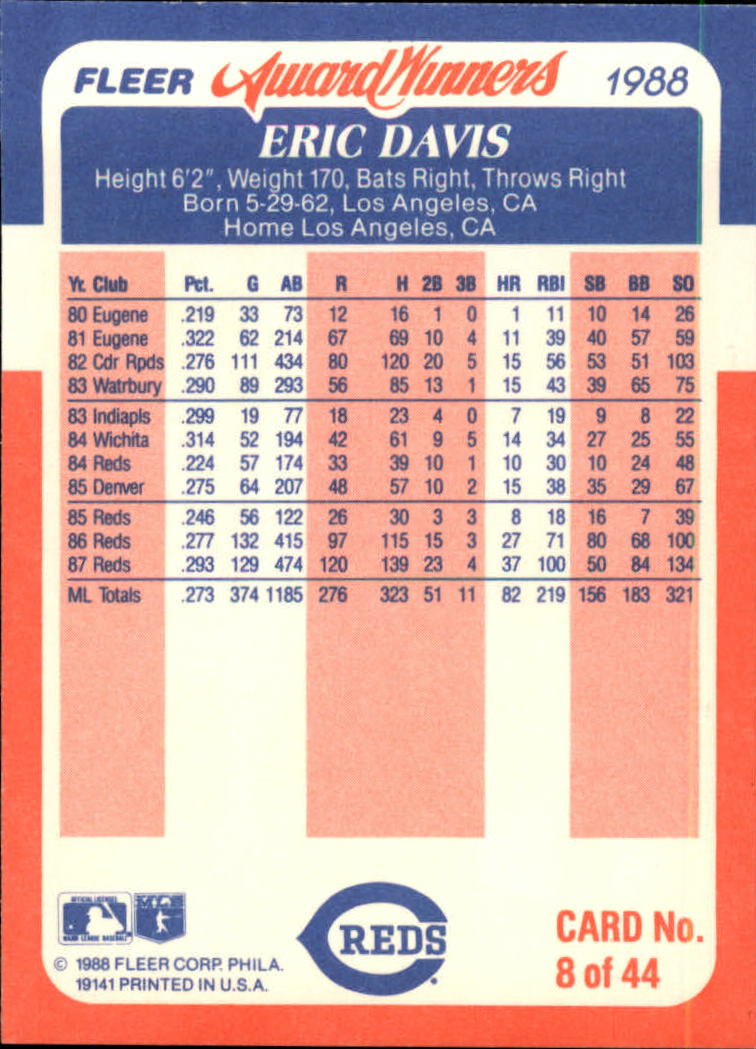 FLEER Award Winners 1988
ERIC DAVIS
Height 6'2", Weight 170, Bats Right, Throws Right
Born 5-29-62, Los Angeles, CA
Home Los Angeles, CA
Yr. Club Pct. G AB R H 2B 3B HR RBI SB BB SO
80 Eugene .219 33 73 12 16 1 0 1 11 10 14 26
81 Eugene .322 62 214 67 69 10 4 11 39 40 57 59
82 Cdr Rpds .276 111 434 80 120 20 5 15 56 53 51 103
83 Watrbury .290 89 293 56 85 13 1 15 43 39 65 75
83 Indiapls .299 19 77 18 23 4 0 7 19 9 8 22
84 Wichita .314 52 194 42 61 9 5 14 34 27 25 55
84 Reds .224 57 174 33 39 10 1 10 30 10 24 48
85 Denver .275 64 207 48 57 10 2 15 38 35 29 67
85 Reds .246 56 122 26 30 3 3 8 18 16 7 39
86 Reds .277 132 415 97 115 15 3 27 71 80 68 100
87 Reds .293 129 474 120 139 23 4 37 100 50 84 134
ML Totals .273 374 1185 276 323 51 11 82 219 156 183 321
OFFICIAL LICENSEE
MAJOR LEAGUE BASEBALL
REDS
© 1988 FLEER CORP. PHILA.
19141 PRINTED IN U.S.A.
CARD No.
8 of 44